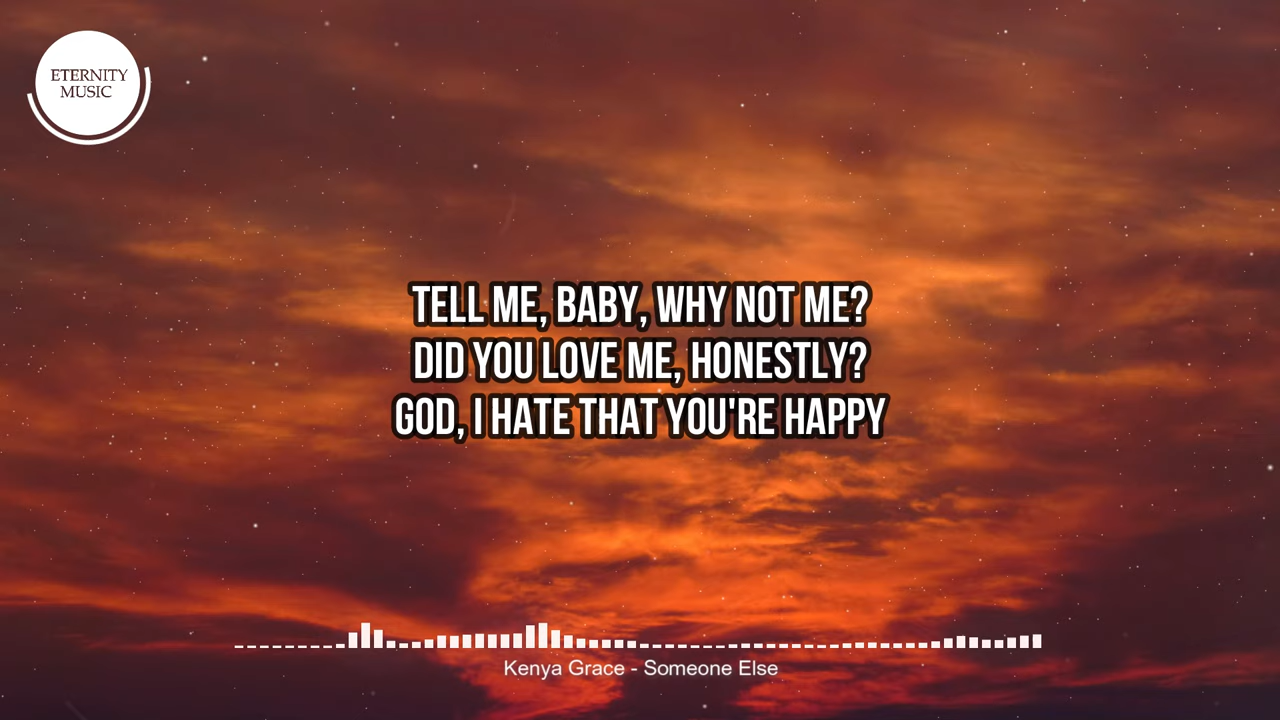 ETERNITY
MUSIC
TELL ME, BABY, WHY NOT ME?
DID YOU LOVE ME, HONESTLY?
GOD, I HATE THAT YOU'RE HAPPY
Kenya Grace - Someone Else